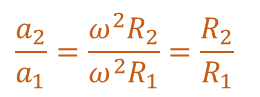 a₂/a₁ = ω²R₂/ω²R₁ = R₂/R₁